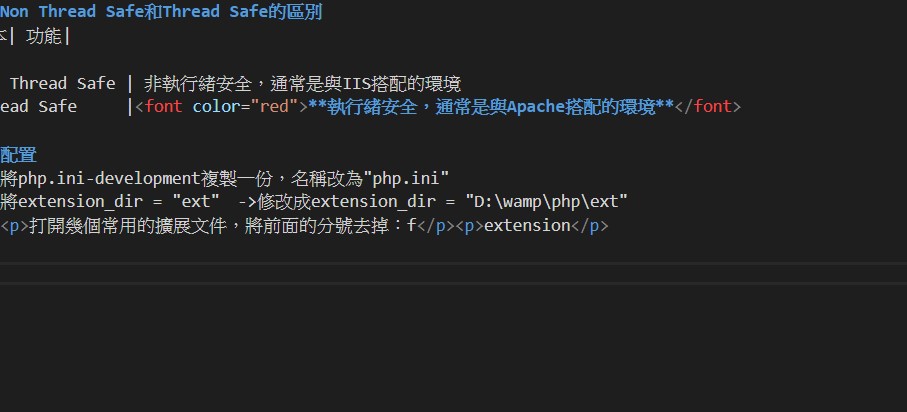 Non Thread Safe和Thread Safe的區別
本| 功能|
Thread Safe | 非執行緒安全，通常是與IIS搭配的環境
ead Safe |<font color="red">**執行緒安全，通常是與Apache搭配的環境**</font>
配置
將php.ini-development複製一份，名稱改為"php.ini"
將extension_dir = "ext" ->修改成extension_dir = "D:\wamp\php\ext"
<p>打開幾個常用的擴展文件，將前面的分號去掉：f</p><p>extension</p>